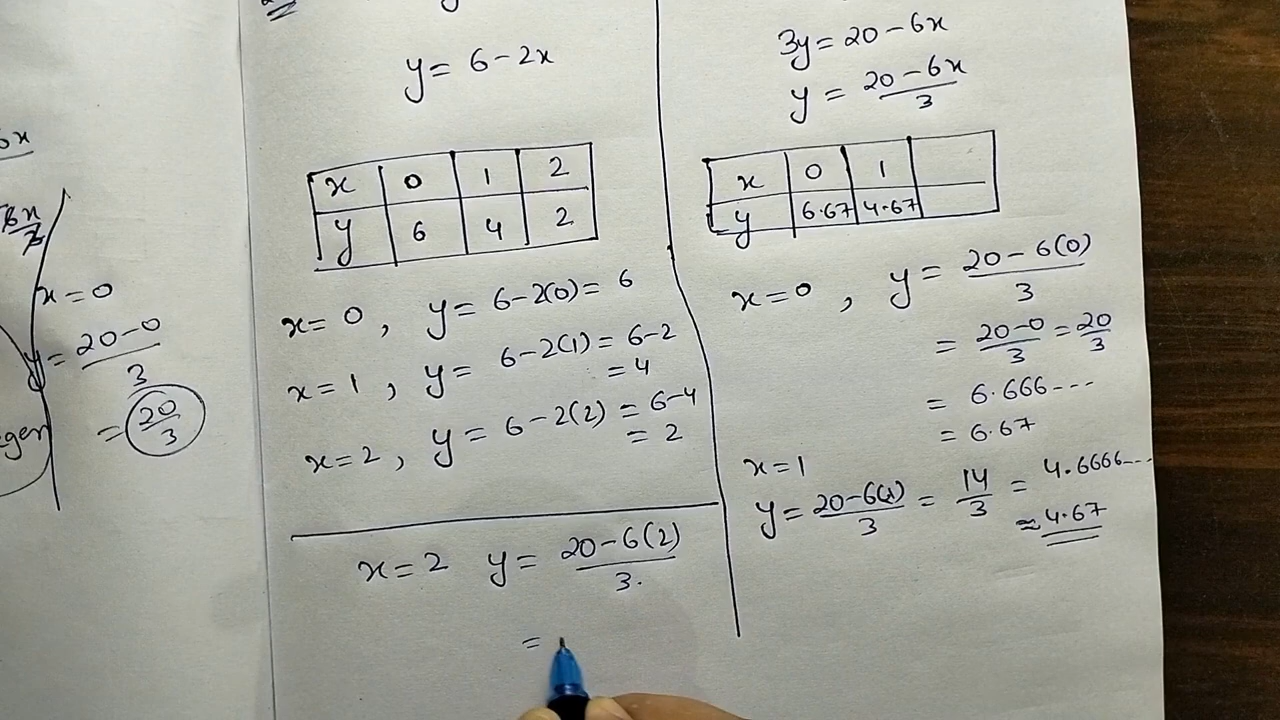 y = 6 - 2x
x 0 1 2
y 6 4 2
x = 0 , y = 6 - 2(0) = 6
x = 1 , y = 6 - 2(1) = 6 - 2
= 4
x = 2 , y = 6 - 2(2) = 6 - 4
= 2
x = 2 y = 20 - 6(2)
3.
=
3y = 20 - 6x
y = 20 - 6x
3
x 0 1
y 6.67 4.67
x = 0 , y = 20 - 6(0)
3
= 20 - 0 = 20
3 3
= 6.666---
= 6.67
x = 1
y = 20 - 6(1) = 14 = 4.6666---
3 3
≈ 4.67
x = 0
y = 20 - 0
3
= 20
3